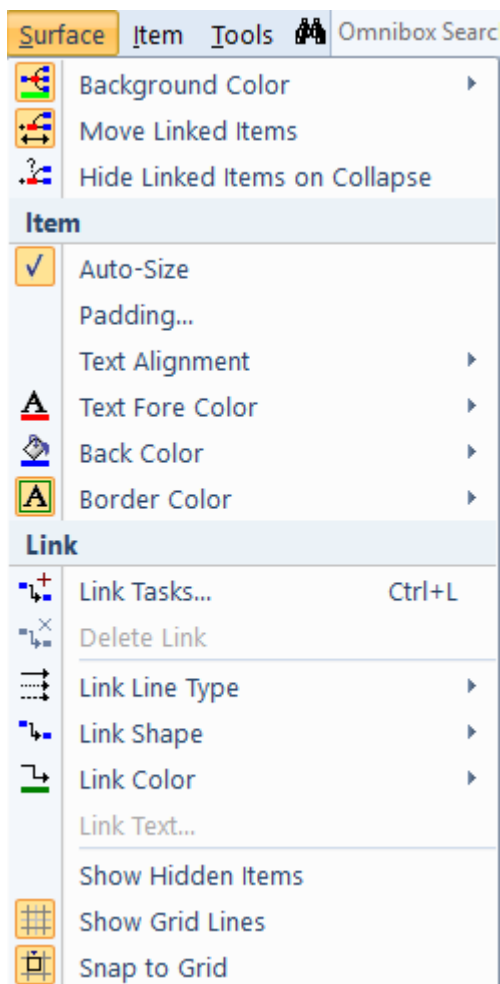 Surface Item Tools Omnibox Searc
Background Color
Move Linked Items
Hide Linked Items on Collapse
Item
Auto-Size
Padding...
Text Alignment
Text Fore Color
Back Color
Border Color
Link
Link Tasks... Ctrl+L
Delete Link
Link Line Type
Link Shape
Link Color
Link Text...
Show Hidden Items
Show Grid Lines
Snap to Grid